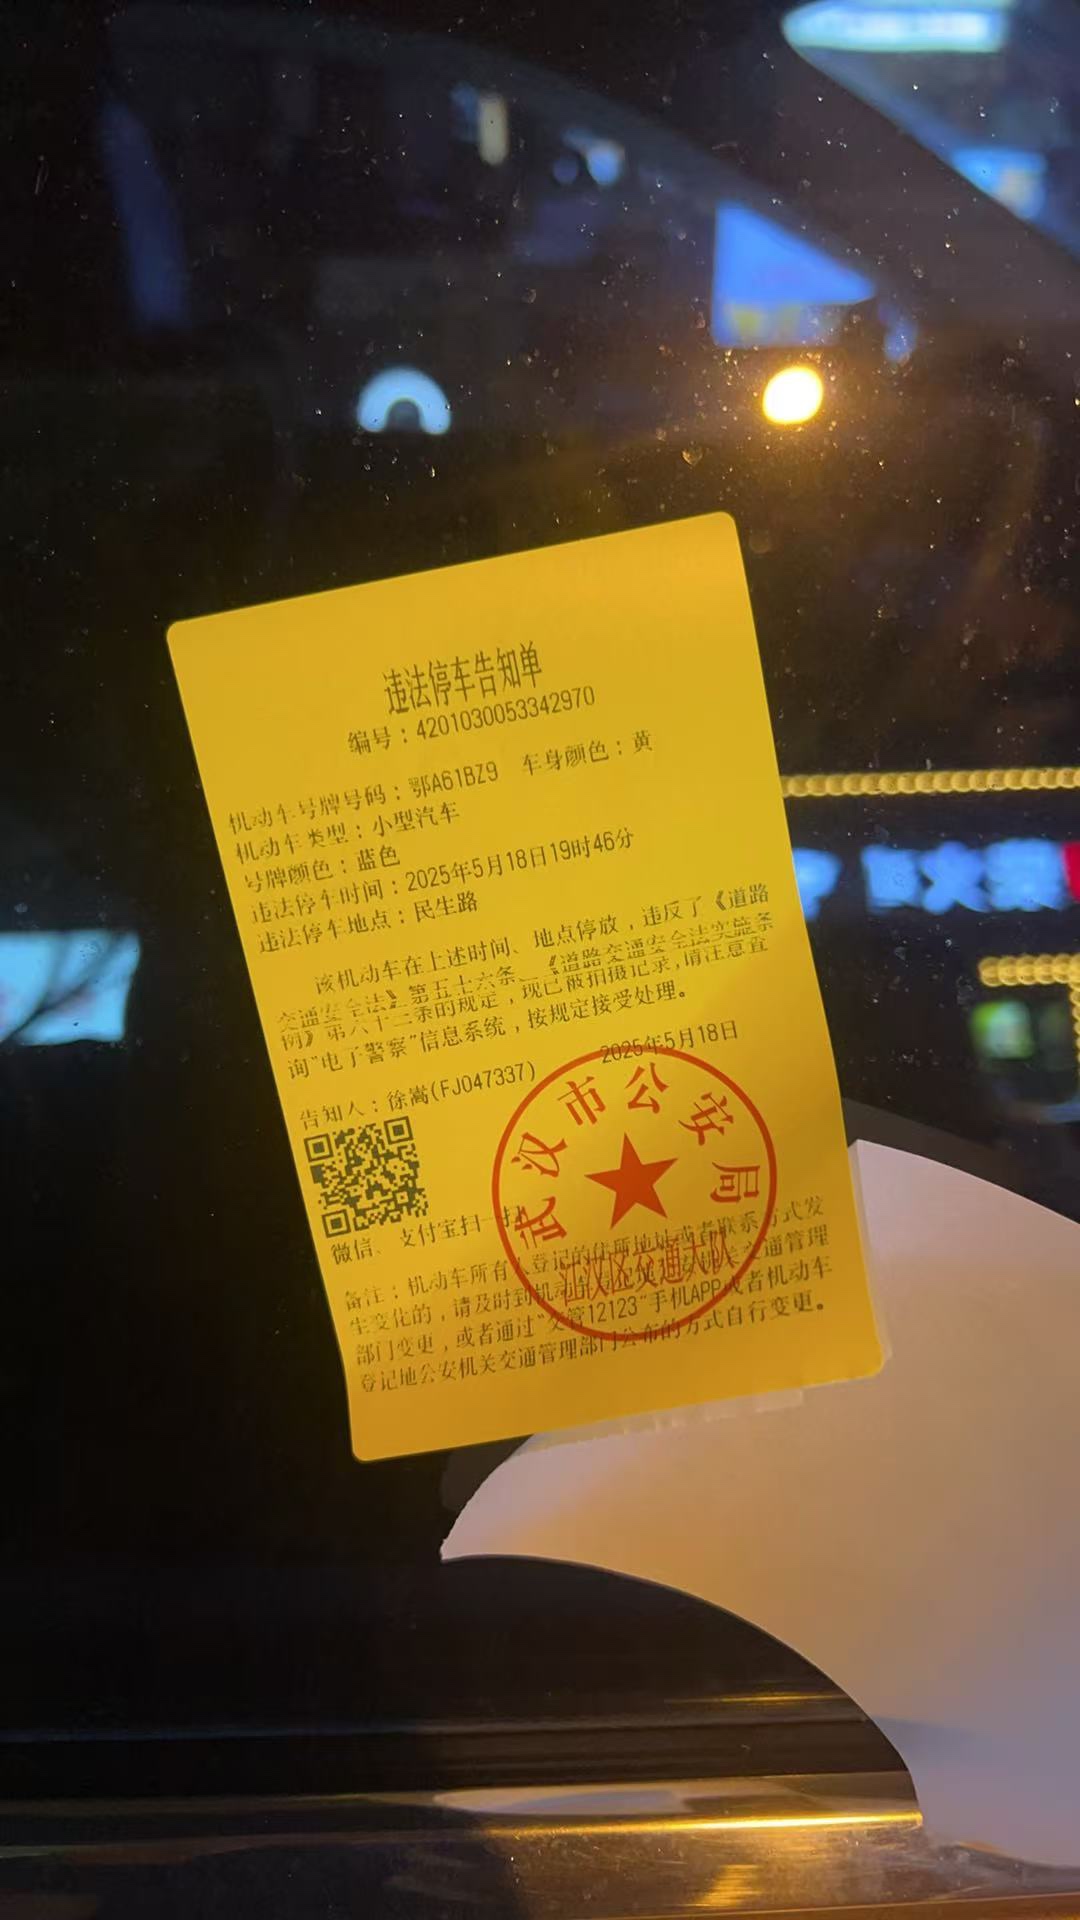 违法停车告知单
编号：4201030053342970
机动车号牌号码：鄂A61BZ9 车身颜色：黄
机动车类型：小型汽车
号牌颜色：蓝色
违法停车时间：2025年5月18日19时46分
违法停车地点：民生路
该机动车在上述时间、地点停放，违反了《道路
交通安全法》第五十六条、《道路交通安全法实施条
例》第六十三条的规定，现已被拍摄记录，请注意查
询“电子警察”信息系统，按规定接受处理。
2025年5月18日
告知人：徐嵩(FJ047337)
武汉市公安局
江汉区交通大队
微信、支付宝扫一扫
备注：机动车所有人登记的住所地址或者联系方式发
生变化的，请及时到机动车登记地公安机关交通管理
部门变更，或者通过“交管12123”手机APP或者机动车
登记地公安机关交通管理部门公布的方式自行变更。